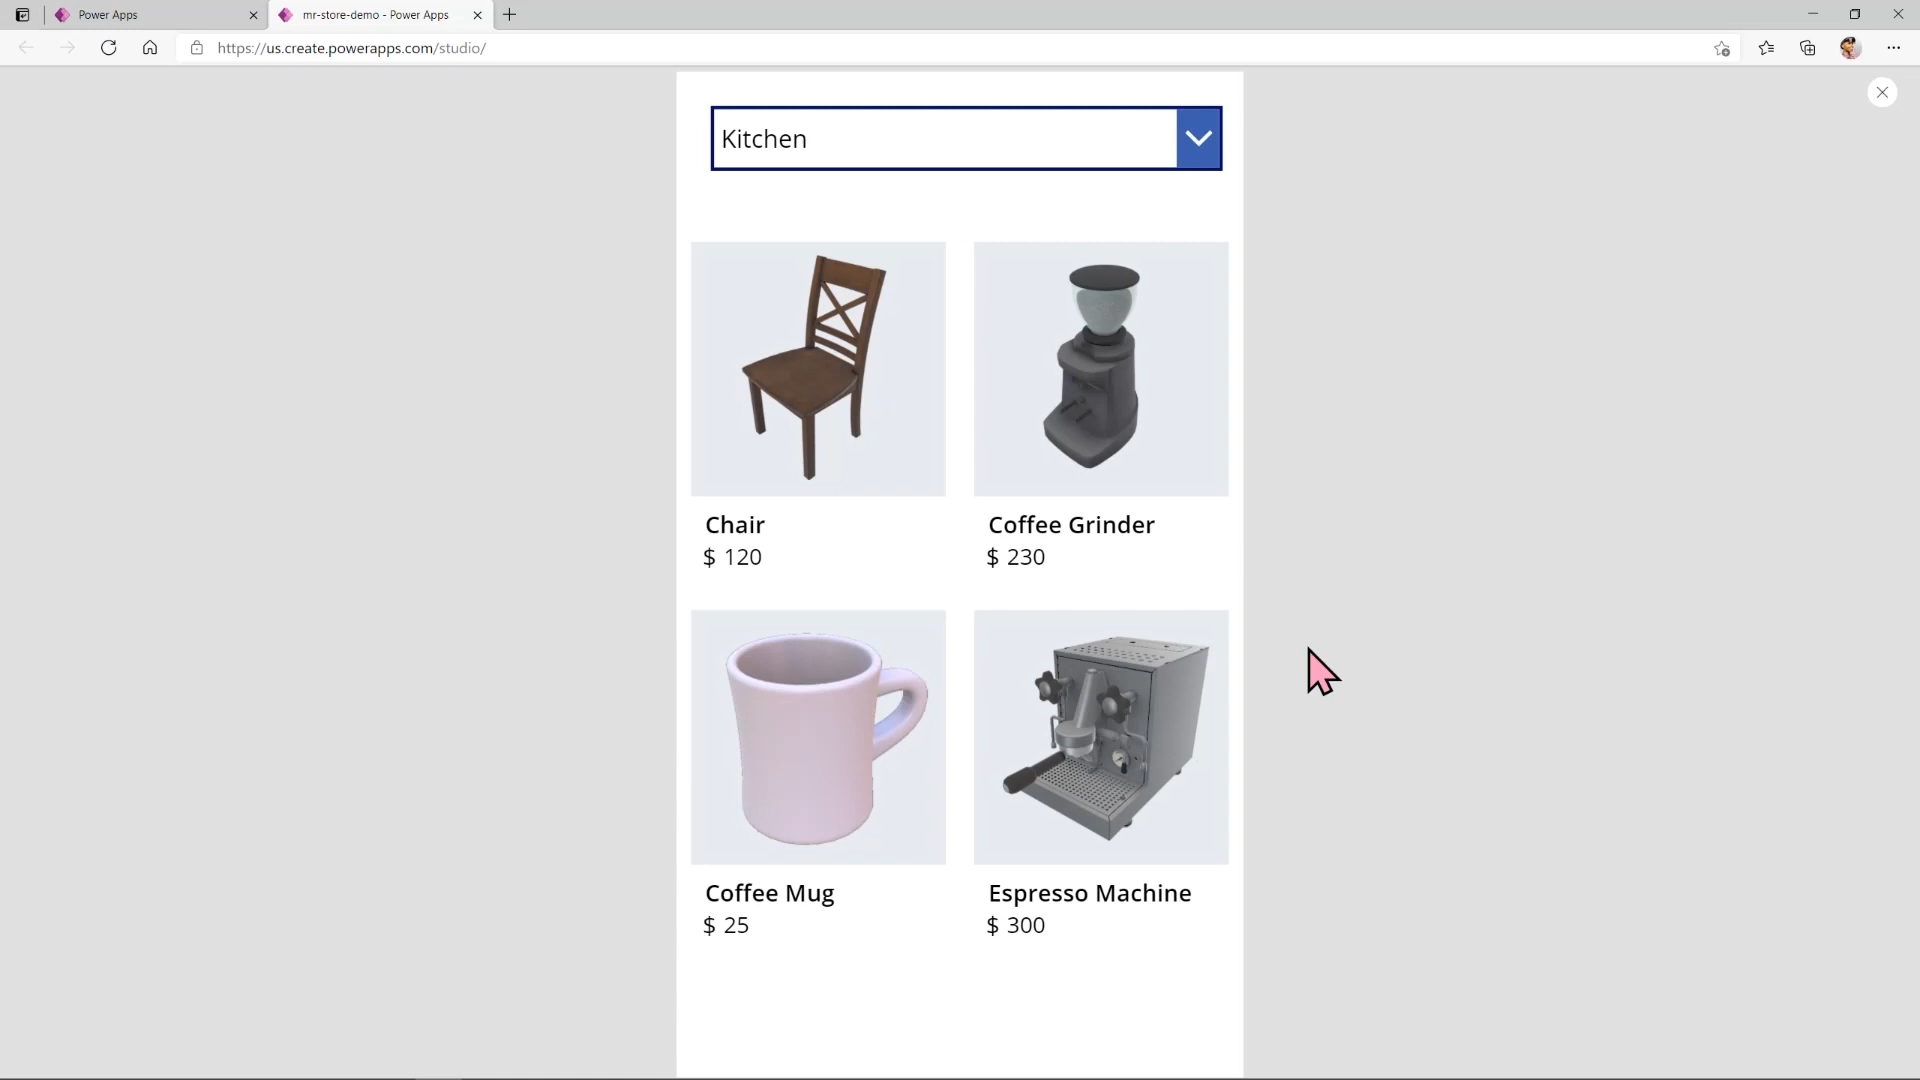 Power Apps
mr-store-demo - Power Apps
https://us.create.powerapps.com/studio/
Kitchen
Chair
$ 120
Coffee Grinder
$ 230
Coffee Mug
$ 25
Espresso Machine
$ 300